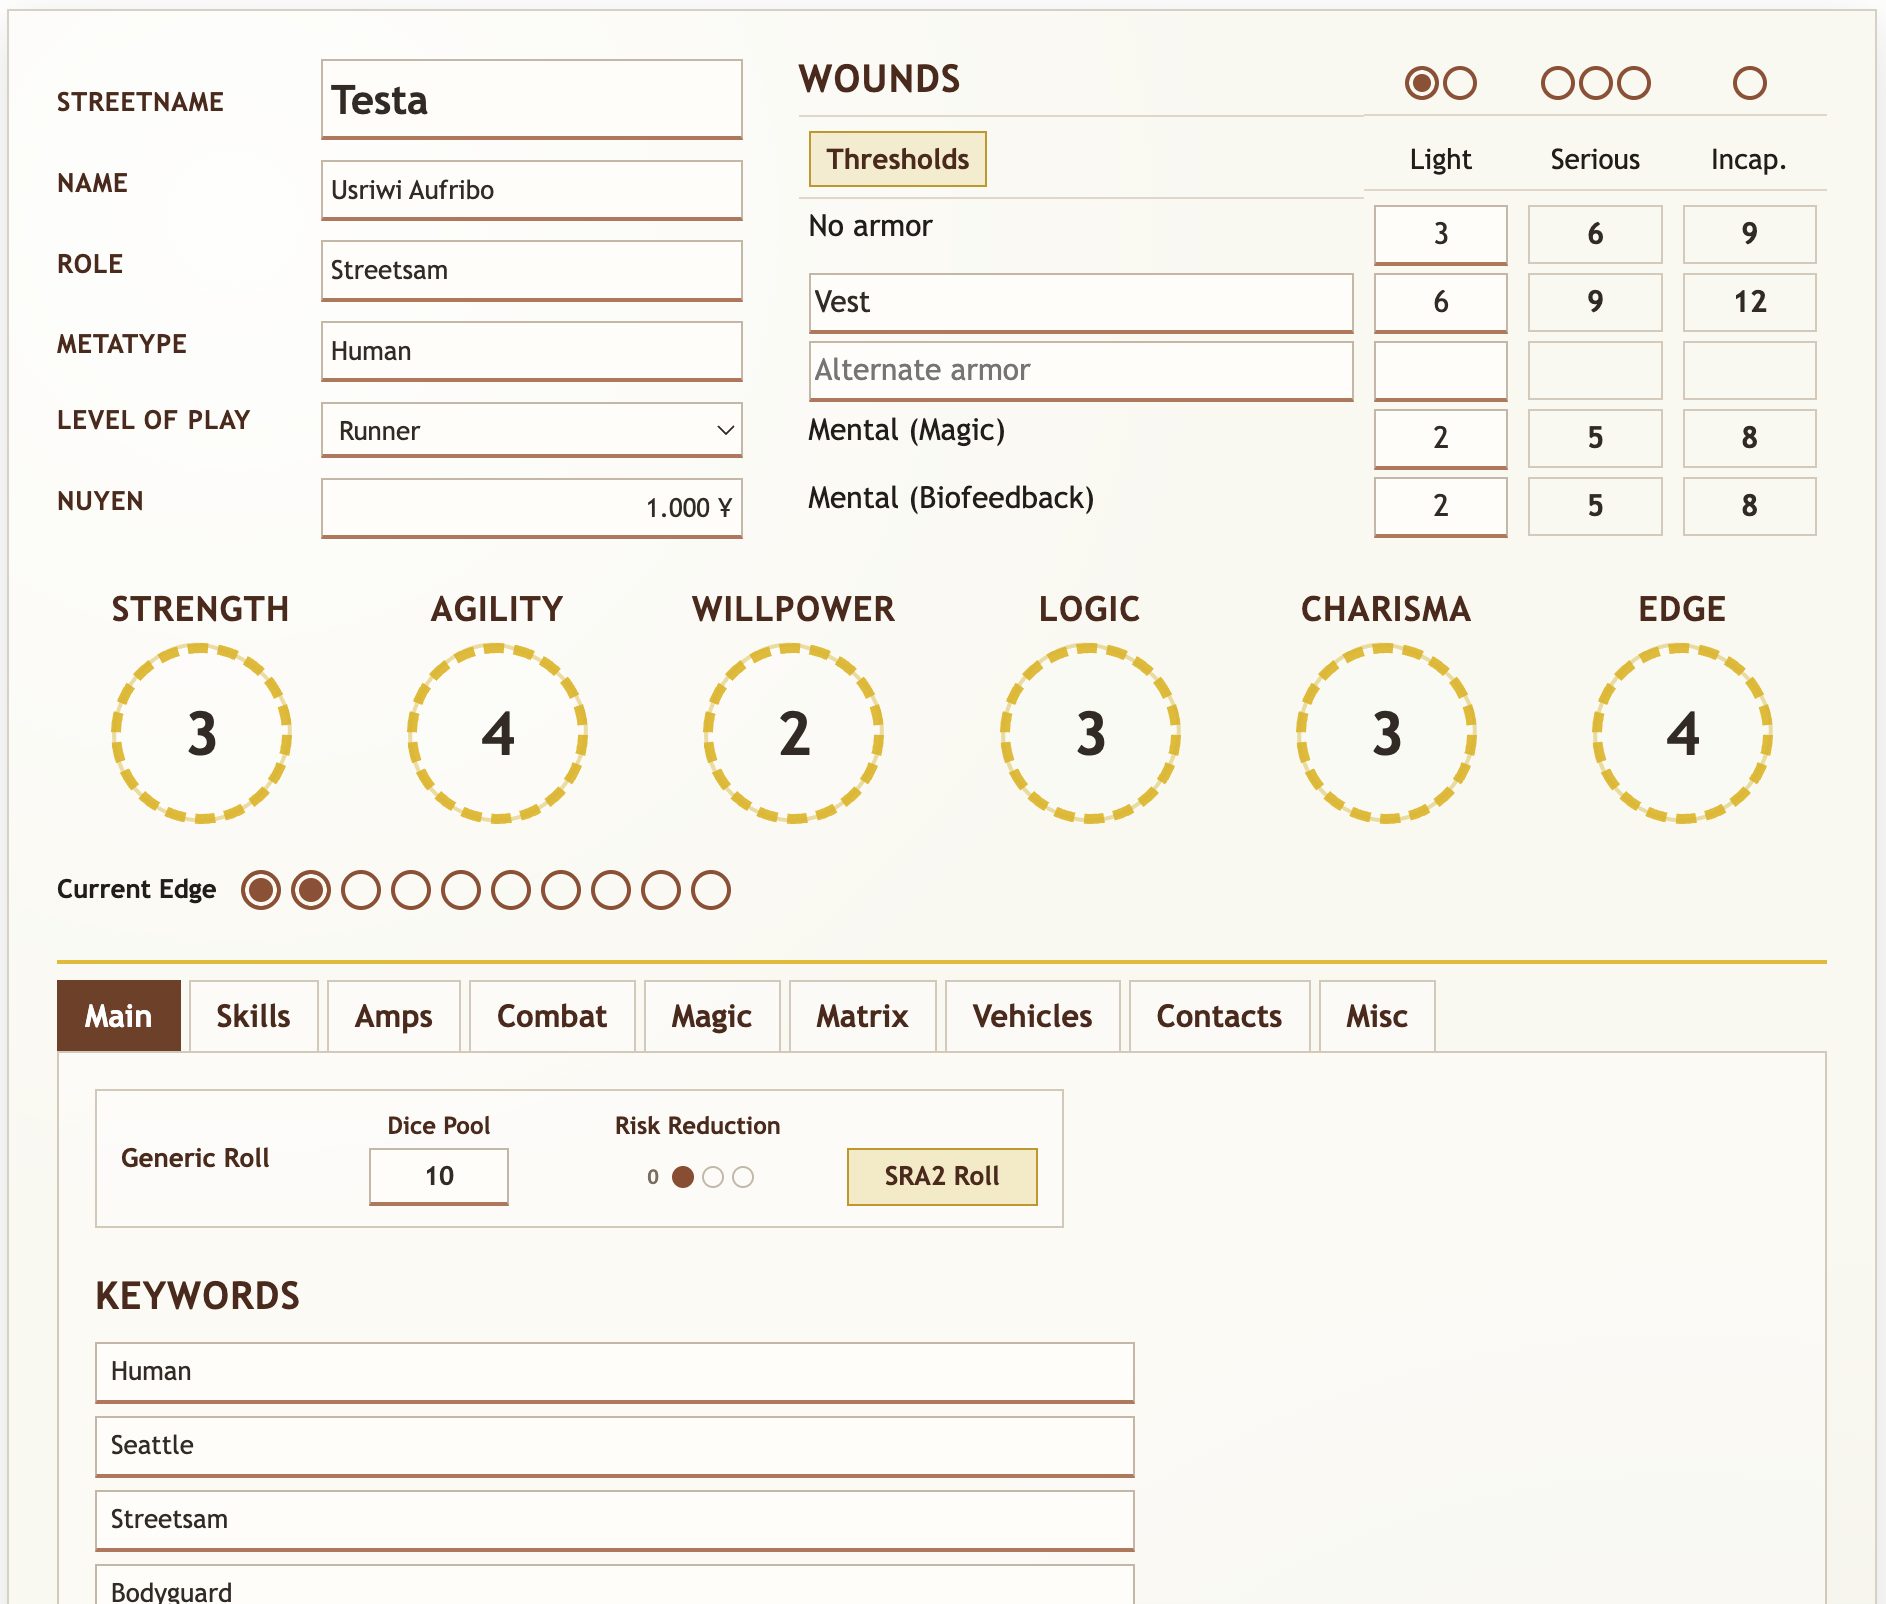 STREETNAME
Testa
NAME
Usriwi Aufribo
ROLE
Streetsam
METATYPE
Human
LEVEL OF PLAY
Runner
NUYEN
1.000 ¥
WOUNDS
Thresholds
Light Serious Incap.
No armor 3 6 9
Vest 6 9 12
Alternate armor
Mental (Magic) 2 5 8
Mental (Biofeedback) 2 5 8
STRENGTH AGILITY WILLPOWER LOGIC CHARISMA EDGE
3 4 2 3 3 4
Current Edge
Main Skills Amps Combat Magic Matrix Vehicles Contacts Misc
Dice Pool Risk Reduction
Generic Roll 10 0 SRA2 Roll
KEYWORDS
Human
Seattle
Streetsam
Bodyguard